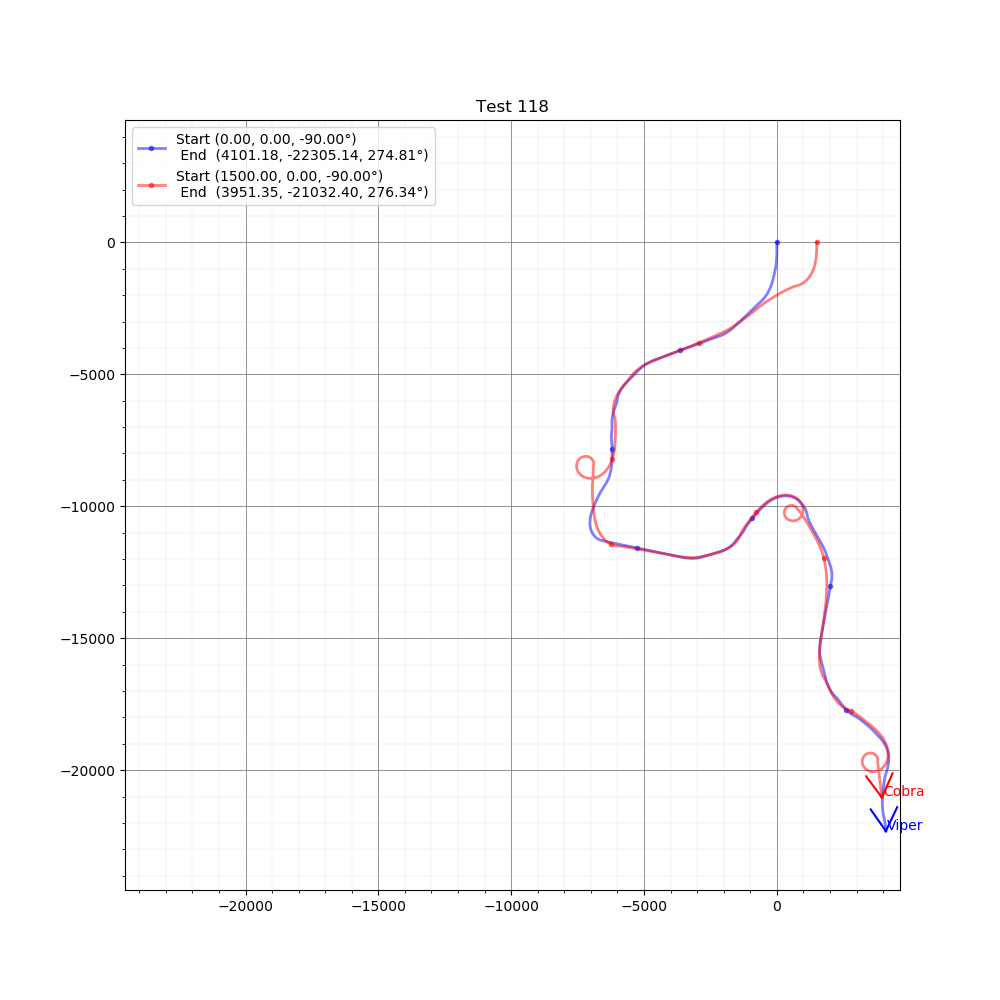 Test 118
Start (0.00, 0.00, -90.00°)
End  (4101.18, -22305.14, 274.81°)
Start (1500.00, 0.00, -90.00°)
End  (3951.35, -21032.40, 276.34°)
0
−5000
−10000
−15000
−20000
Cobra
Viper
−20000
−15000
−10000
−5000
0